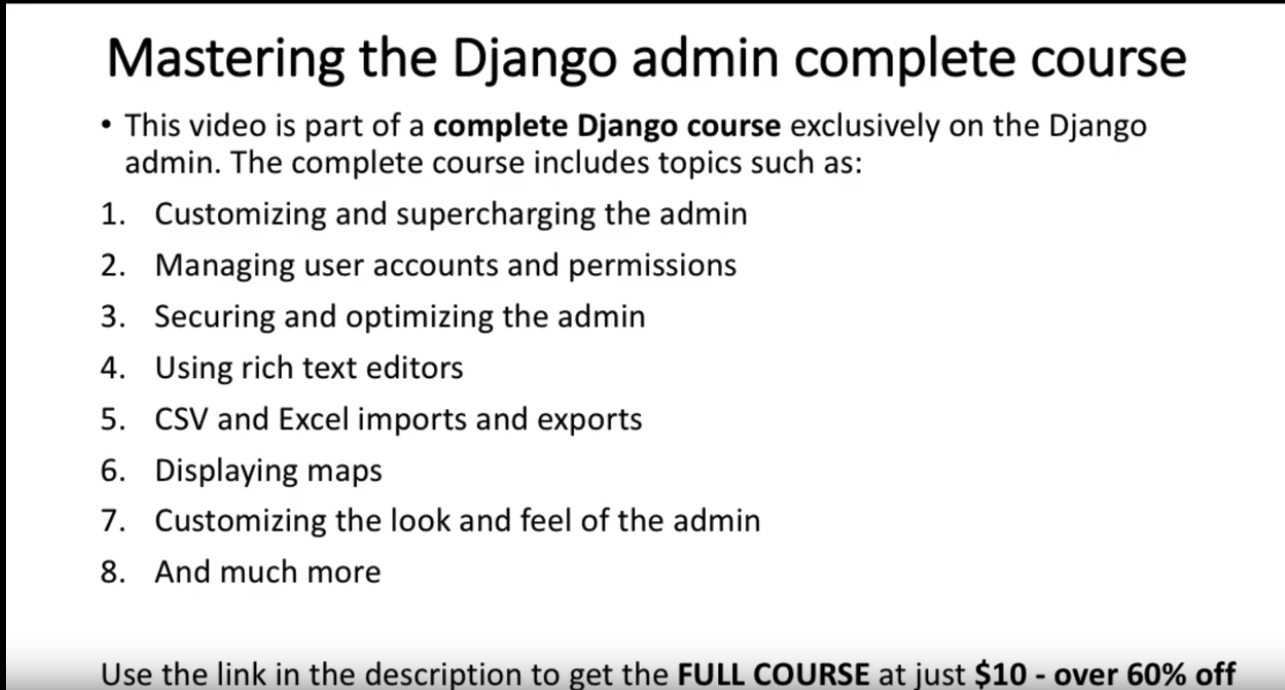 Mastering the Django admin complete course
• This video is part of a complete Django course exclusively on the Django
admin. The complete course includes topics such as:
1. Customizing and supercharging the admin
2. Managing user accounts and permissions
3. Securing and optimizing the admin
4. Using rich text editors
5. CSV and Excel imports and exports
6. Displaying maps
7. Customizing the look and feel of the admin
8. And much more
Use the link in the description to get the FULL COURSE at just $10 - over 60% off